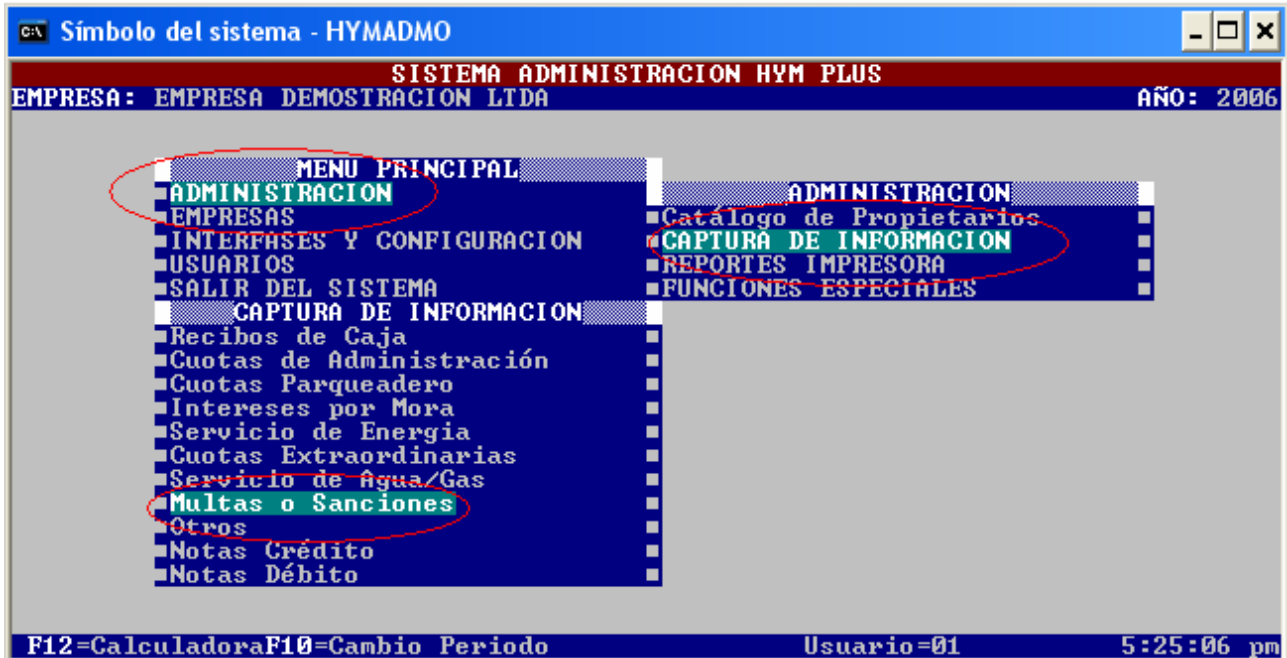 Símbolo del sistema - HYMADMO
SISTEMA ADMINISTRACION HYM PLUS
EMPRESA: EMPRESA DEMOSTRACION LTDA AÑO: 2006
MENU PRINCIPAL
ADMINISTRACION
EMPRESAS
INTERFASES Y CONFIGURACION
USUARIOS
SALIR DEL SISTEMA
ADMINISTRACION
Catálogo de Propietarios
CAPTURA DE INFORMACION
REPORTES IMPRESORA
FUNCIONES ESPECIALES
CAPTURA DE INFORMACION
Recibos de Caja
Cuotas de Administración
Cuotas Parqueadero
Intereses por Mora
Servicio de Energia
Cuotas Extraordinarias
Servicio de Agua/Gas
Multas o Sanciones
Otros
Notas Crédito
Notas Débito
F12=CalculadoraF10=Cambio Periodo Usuario=01 5:25:06 pm